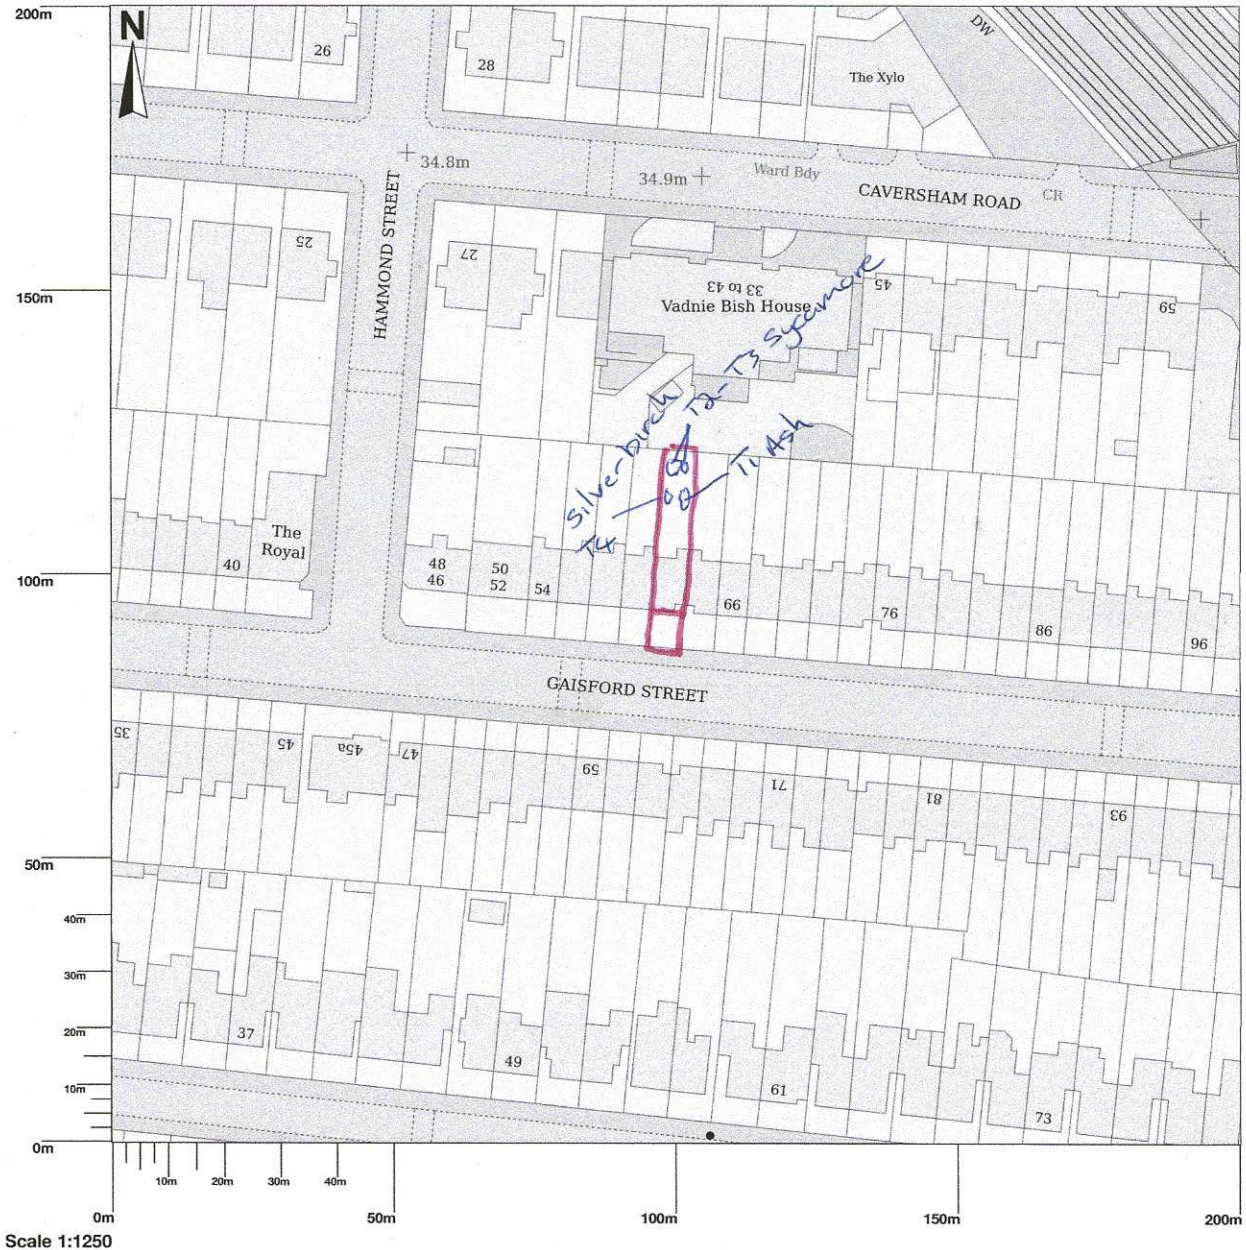 200m
N
26
28
The Xylo
DW
34.8m
34.9m
Ward Bdy
CAVERSHAM ROAD
CR
HAMMOND STREET
25
27
33 to 43
Vadnie Bish House
45
59
150m
T2-T3 Sycamore
Silver-birch
T1 Ash
T4
The
Royal
40
100m
48
46
50
52
54
66
76
86
96
GAISFORD STREET
35
45
45a
47
59
71
81
93
50m
40m
30m
20m
10m
0m
37
49
61
73
10m
20m
30m
40m
0m
50m
100m
150m
200m
Scale 1:1250